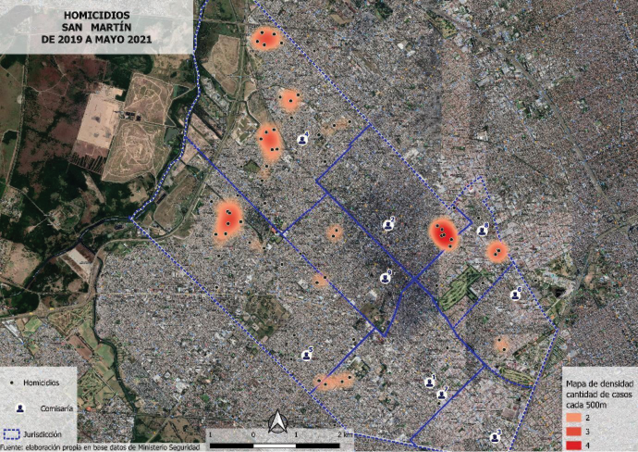 HOMICIDIOS
SAN MARTÍN
DE 2019 A MAYO 2021
Homicidios
Comisaría
Jurisdicción
Fuente: elaboración propia en base datos de Ministerio Seguridad
1 0 1 2 km
Mapa de densidad
cantidad de casos
cada 500m
2
3
4